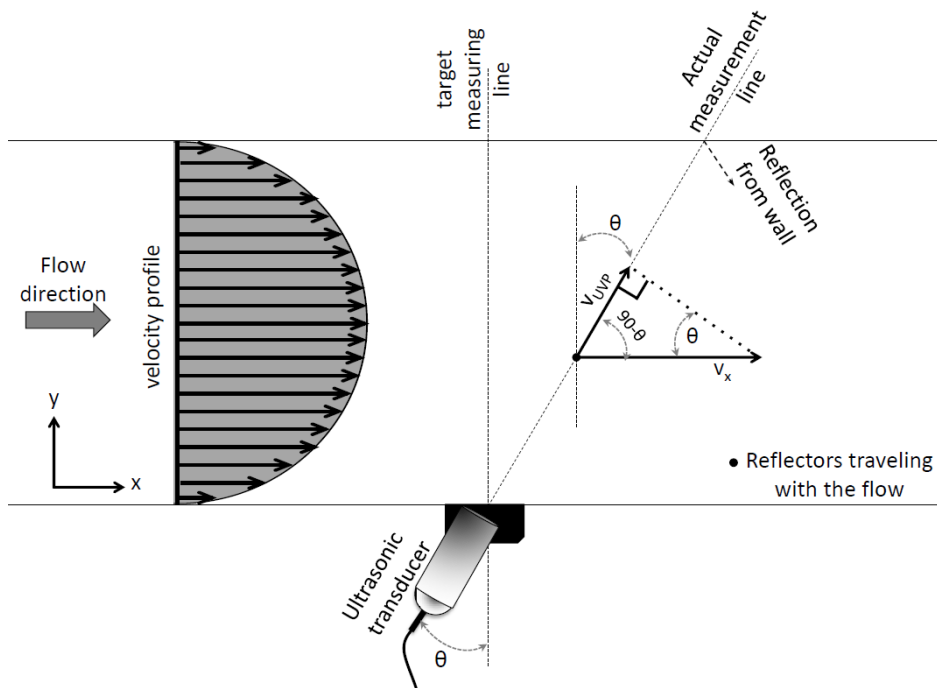 target
measuring
line
Actual
measurement
line
Reflection
from wall
Flow
direction
velocity profile
θ
v_UVP
90-θ
θ
v_x
y
x
• Reflectors traveling
with the flow
Ultrasonic
transducer
θ